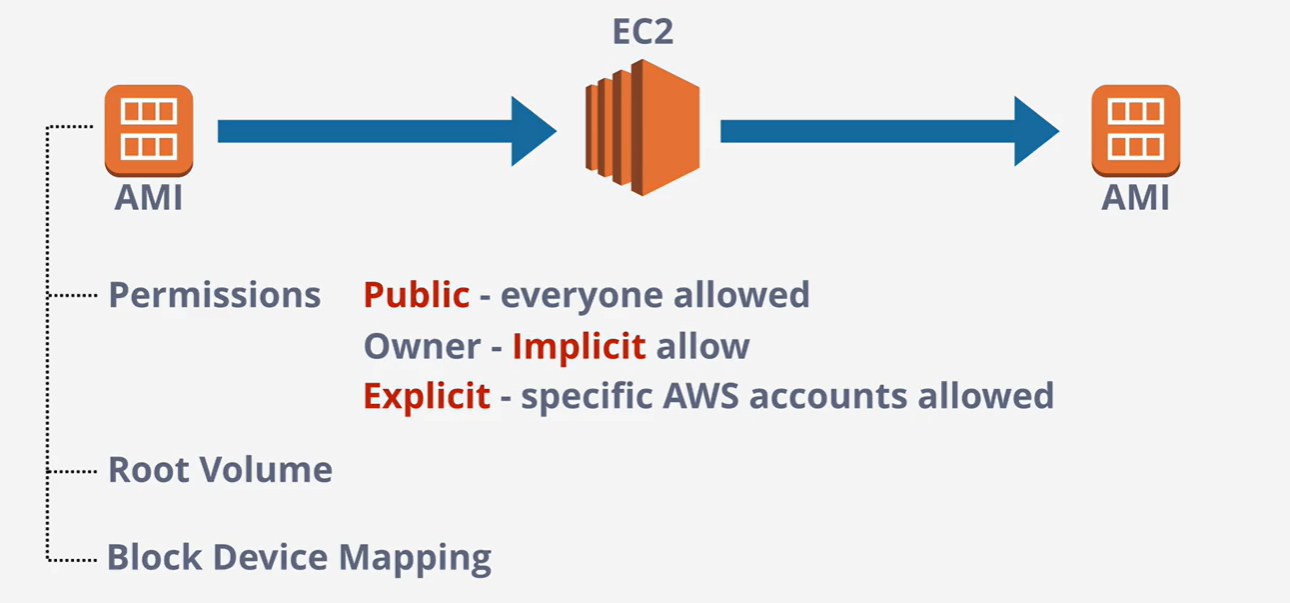 EC2
AMI
AMI
Permissions
Public - everyone allowed
Owner - Implicit allow
Explicit - specific AWS accounts allowed
Root Volume
Block Device Mapping